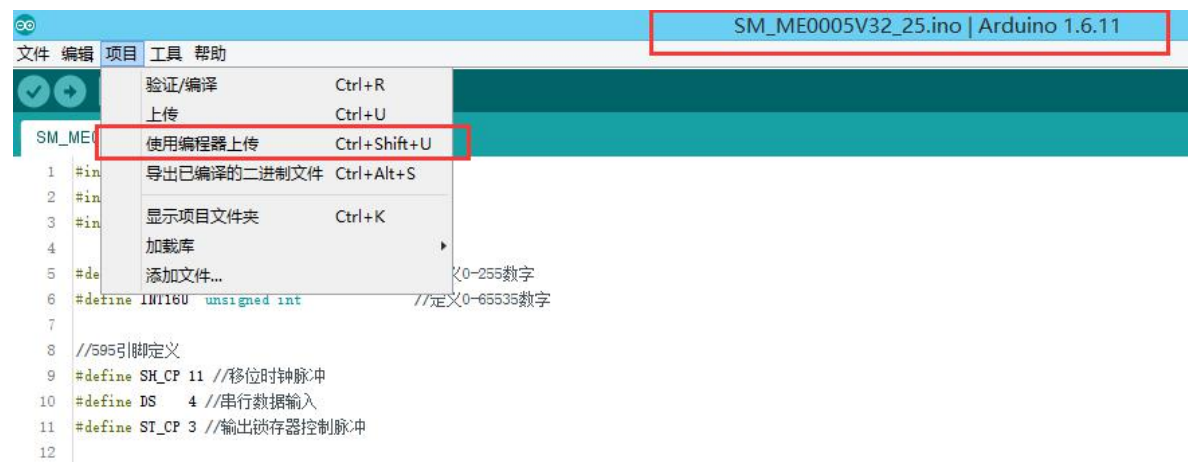 SM_ME0005V32_25.ino | Arduino 1.6.11
文件 编辑 项目 工具 帮助
验证/编译 Ctrl+R
上传 Ctrl+U
SM_ME0
使用编程器上传 Ctrl+Shift+U
1 #in
导出已编译的二进制文件 Ctrl+Alt+S
2 #in
3 #in
显示项目文件夹 Ctrl+K
4
加载库
5 #de
添加文件...
义0-255数字
6 #define INT16U unsigned int //定义0-65535数字
7
8 //595引脚定义
9 #define SH_CP 11 //移位时钟脉冲
10 #define DS 4 //串行数据输入
11 #define ST_CP 3 //输出锁存器控制脉冲
12